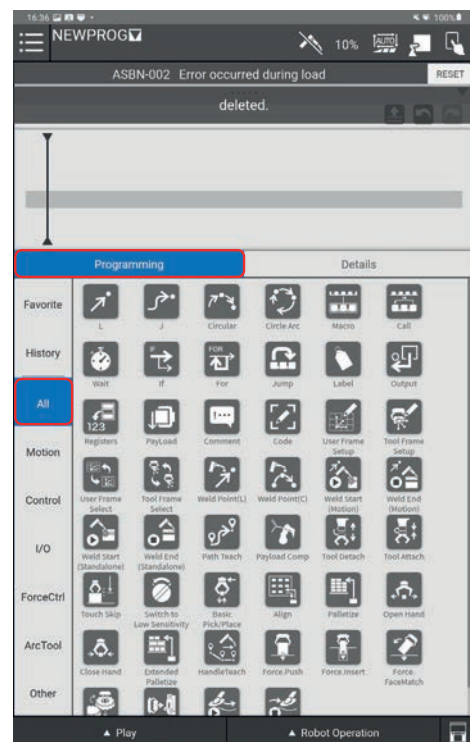 16:36
100%
NEWPROG
10%
AUTO
ASBN-002 Error occurred during load
RESET
deleted.
Programming
Details
Favorite
History
All
Motion
Control
I/O
ForceCtrl
ArcTool
Other
L
J
Circular
Circle Arc
Macro
Call
Wait
IF
If
FOR
For
Jump
Label
Output
123
Registers
PayLoad
Comment
Code
User Frame
Setup
Tool Frame
Setup
User Frame
Select
Tool Frame
Select
Weld Point(L)
Weld Point(C)
Weld Start
(Motion)
Weld End
(Motion)
Weld Start
(Standalone)
Weld End
(Standalone)
Path Teach
Payload Comp
Tool Detach
Tool Attach
Touch Skip
Switch to
Low Sensitivity
Basic
Pick/Place
Align
Palletize
Open Hand
Close Hand
Extended
Palletize
HandleTeach
Force.Push
Force.Insert
Force.
FaceMatch
Play
Robot Operation